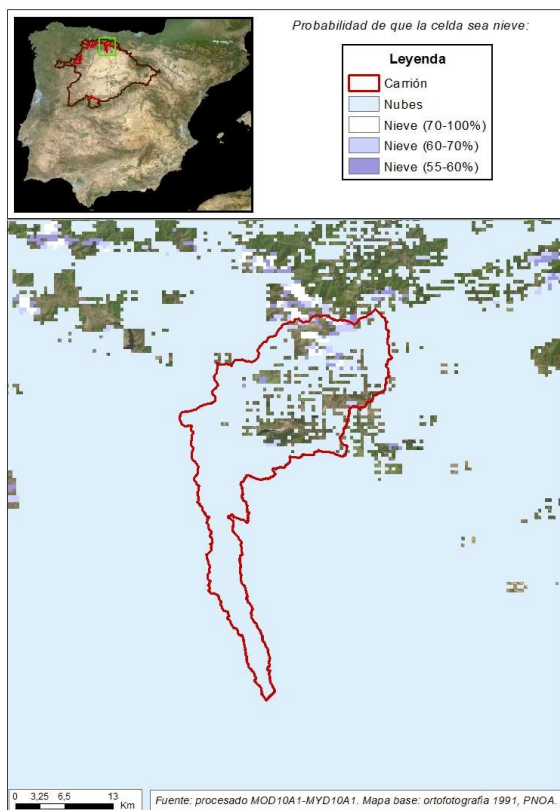 Probabilidad de que la celda sea nieve:
Leyenda
Carrión
Nubes
Nieve (70-100%)
Nieve (60-70%)
Nieve (55-60%)
0 3,25 6,5 13
Km
Fuente: procesado MOD10A1-MYD10A1. Mapa base: ortofotografia 1991, PNOA